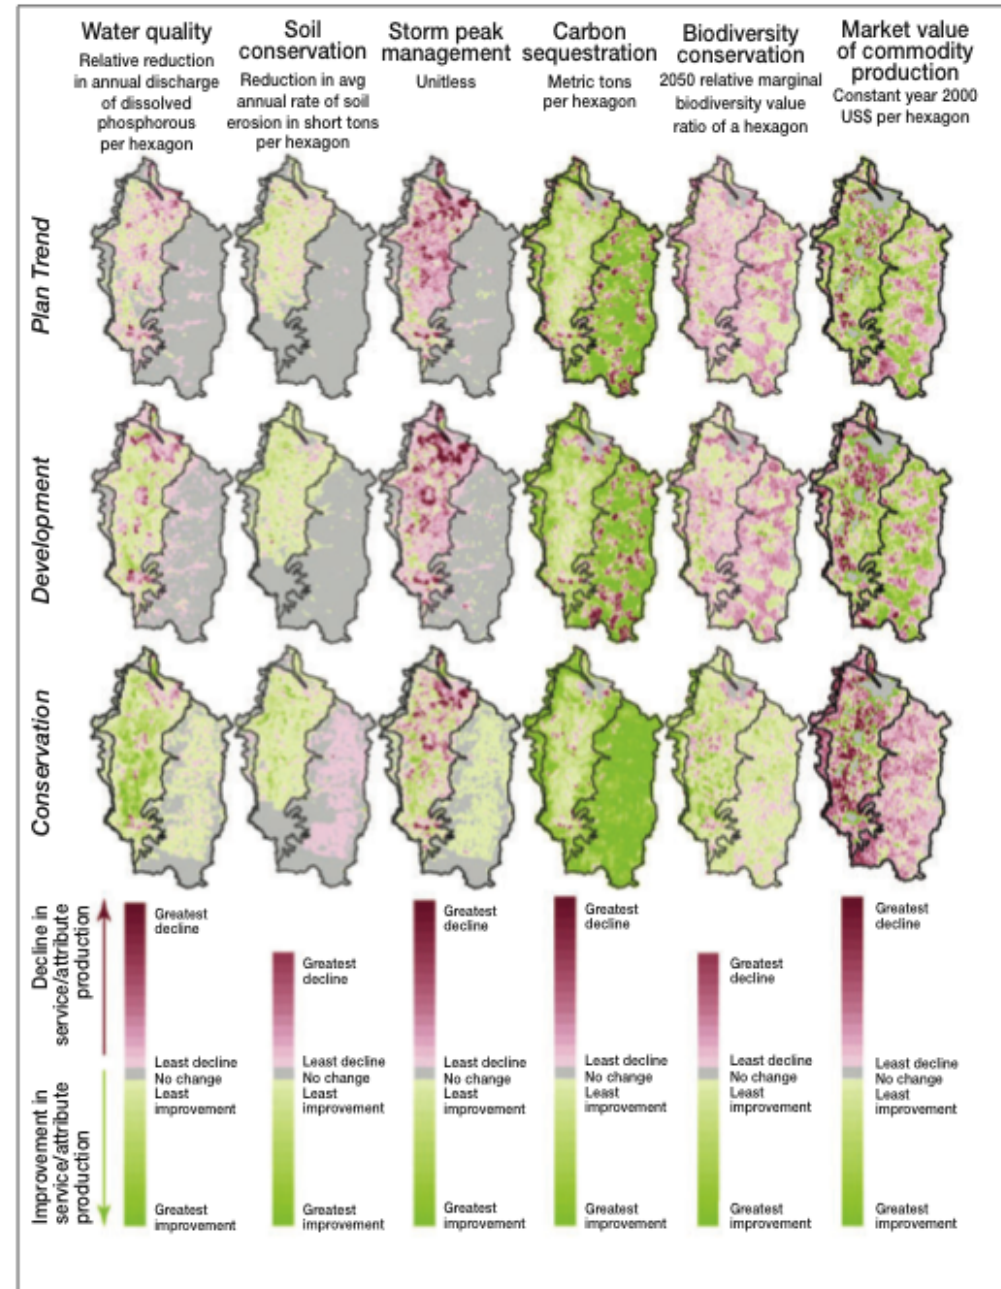 Water quality
Relative reduction
in annual discharge
of dissolved
phosphorous
per hexagon
Soil
conservation
Reduction in avg
annual rate of soil
erosion in short tons
per hexagon
Storm peak
management
Unitless
Carbon
sequestration
Metric tons
per hexagon
Biodiversity
conservation
2050 relative marginal
biodiversity value
ratio of a hexagon
Market value
of commodity
production
Constant year 2000
US$ per hexagon
Plan Trend
Development
Conservation
Decline in
service/attribute
production
Improvement in
service/attribute
production
Greatest
decline
Least decline
No change
Least
improvement
Greatest
improvement
Greatest
decline
Least decline
No change
Least
improvement
Greatest
improvement
Greatest
decline
Least decline
No change
Least
improvement
Greatest
improvement
Greatest
decline
Least decline
No change
Least
improvement
Greatest
improvement
Greatest
decline
Least decline
No change
Least
improvement
Greatest
improvement
Greatest
decline
Least decline
No change
Least
improvement
Greatest
improvement